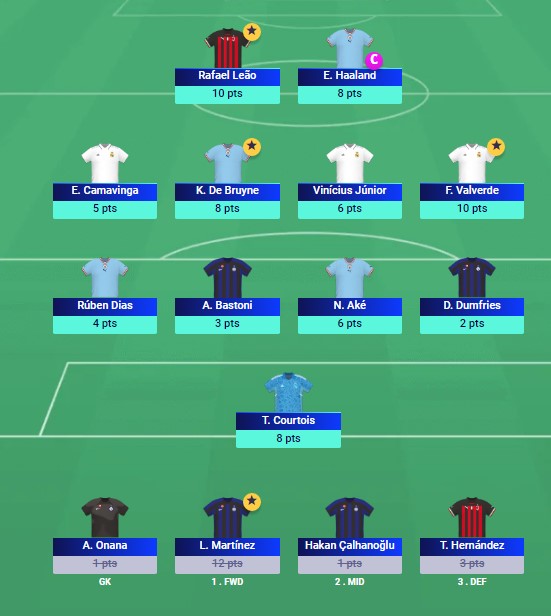 Rafael Leão
10 pts
E. Haaland
C
8 pts
E. Camavinga
5 pts
K. De Bruyne
8 pts
Vinícius Júnior
6 pts
F. Valverde
10 pts
Rúben Dias
4 pts
A. Bastoni
3 pts
N. Aké
6 pts
D. Dumfries
2 pts
T. Courtois
8 pts
A. Onana
1 pts
GK
L. Martínez
12 pts
1 . FWD
Hakan Çalhanoğlu
1 pts
2 . MID
T. Hernández
3 pts
3 . DEF